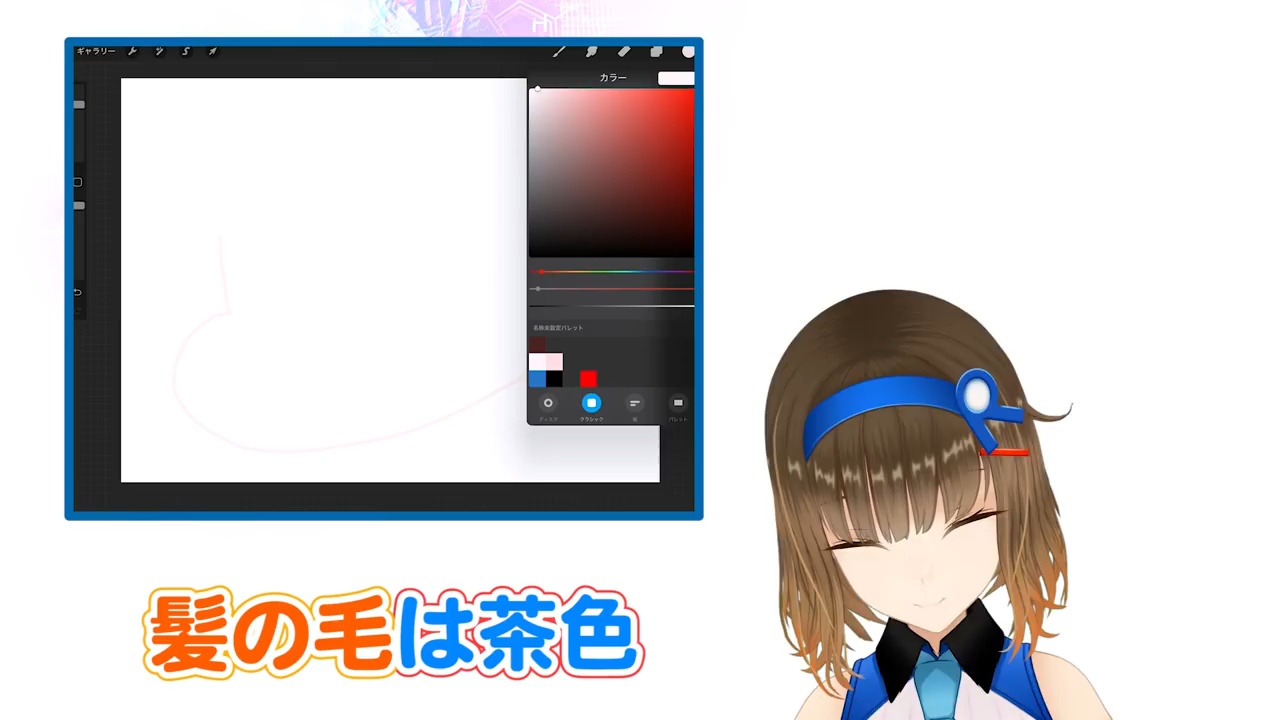 ギャラリー
カラー
名称未設定パレット
ディスク クラシック 値 パレット
髪の毛は茶色